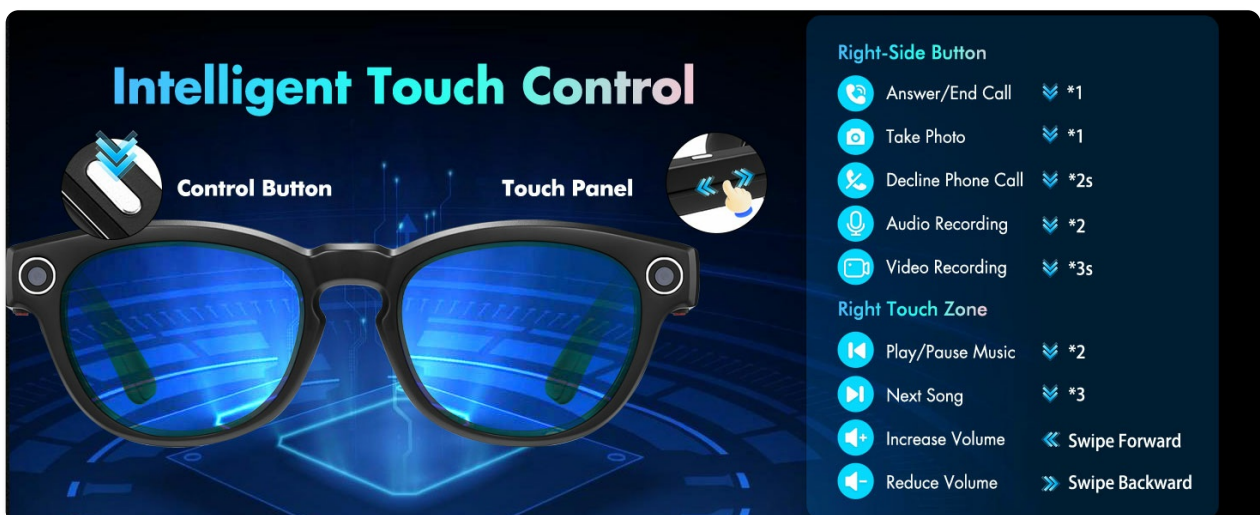 Intelligent Touch Control
Control Button
Touch Panel
Right-Side Button
Answer/End Call *1
Take Photo *1
Decline Phone Call *2s
Audio Recording *2
Video Recording *3s
Right Touch Zone
Play/Pause Music *2
Next Song *3
Increase Volume Swipe Forward
Reduce Volume Swipe Backward